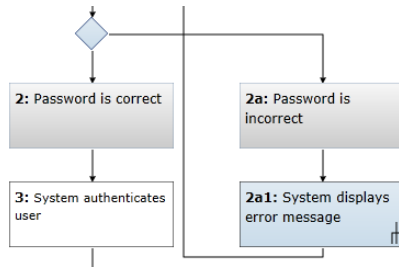 2: Password is correct
2a: Password is
incorrect
3: System authenticates
user
2a1: System displays
error message